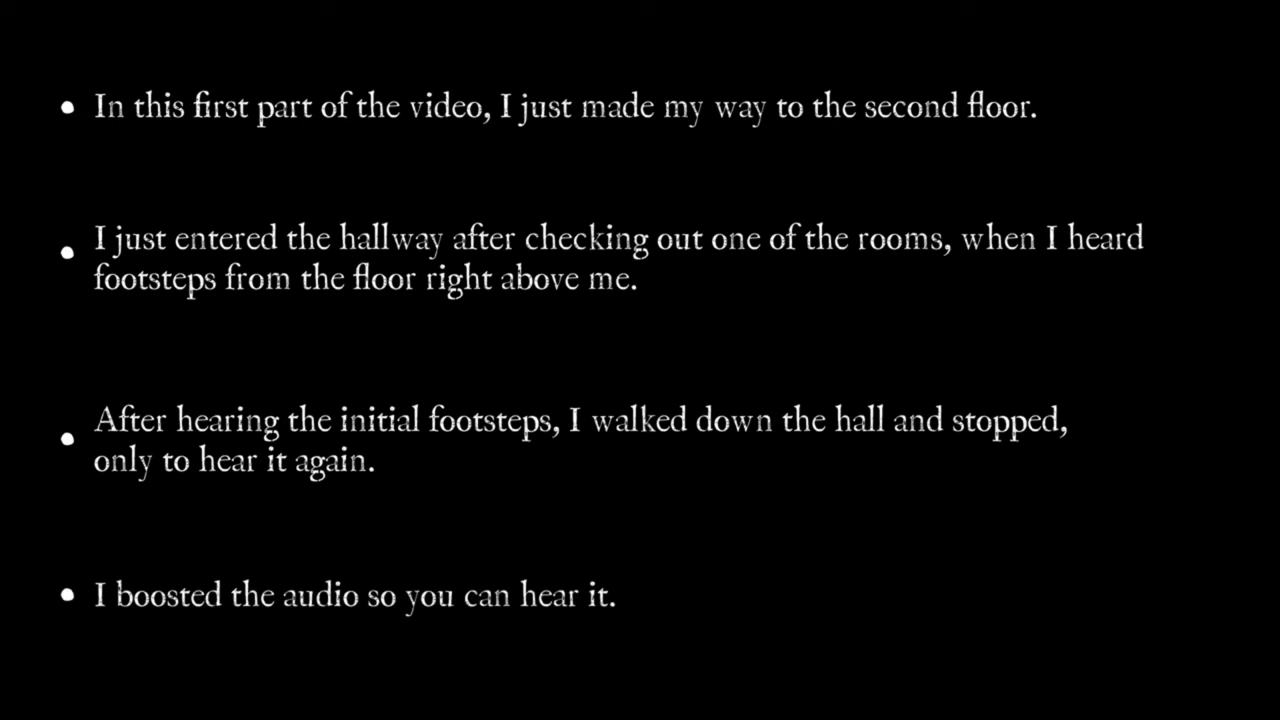 • In this first part of the video, I just made my way to the second floor.
• I just entered the hallway after checking out one of the rooms, when I heard
footsteps from the floor right above me.
• After hearing the initial footsteps, I walked down the hall and stopped,
only to hear it again.
• I boosted the audio so you can hear it.